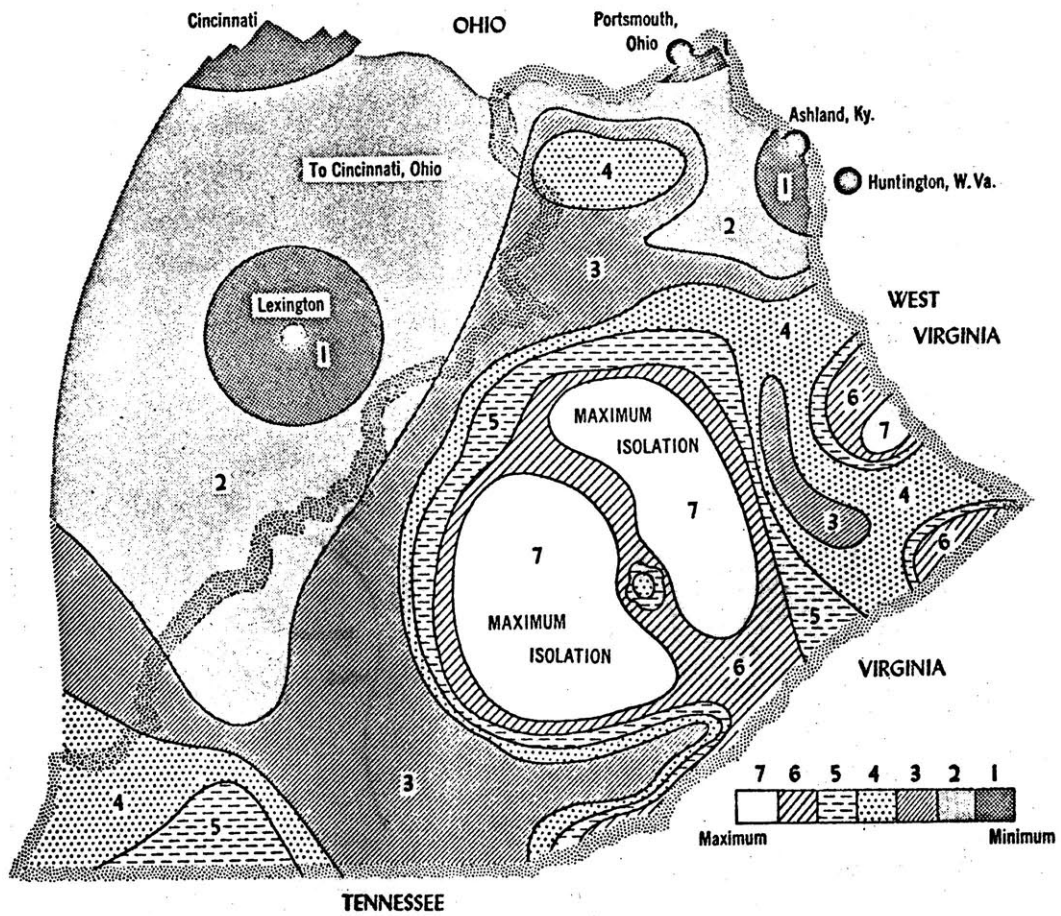 Cincinnati
OHIO
Portsmouth,
Ohio
1
Ashland, Ky.
4
To Cincinnati, Ohio
1
Huntington, W.Va.
2
3
Lexington
1
WEST
VIRGINIA
4
6
5
MAXIMUM
ISOLATION
7
2
7
4
3
6
7
MAXIMUM
ISOLATION
5
6
VIRGINIA
3
4
5
7 6 5 4 3 2 1
Maximum Minimum
TENNESSEE